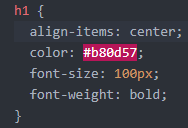 h1 {
  align-items: center;
  color: #b80d57;
  font-size: 100px;
  font-weight: bold;
}